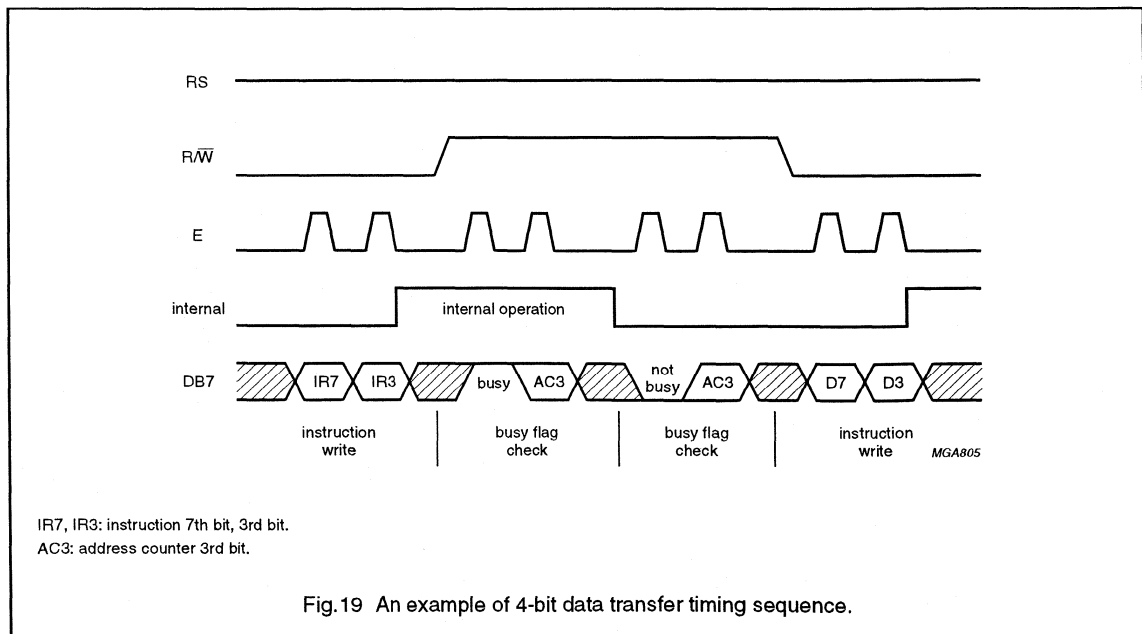 RS
R/W̅
E
internal
internal operation
DB7
IR7 IR3 busy AC3 not busy AC3 D7 D3
instruction write
busy flag check
busy flag check
instruction write
MGA805
IR7, IR3: instruction 7th bit, 3rd bit.
AC3: address counter 3rd bit.
Fig.19 An example of 4-bit data transfer timing sequence.